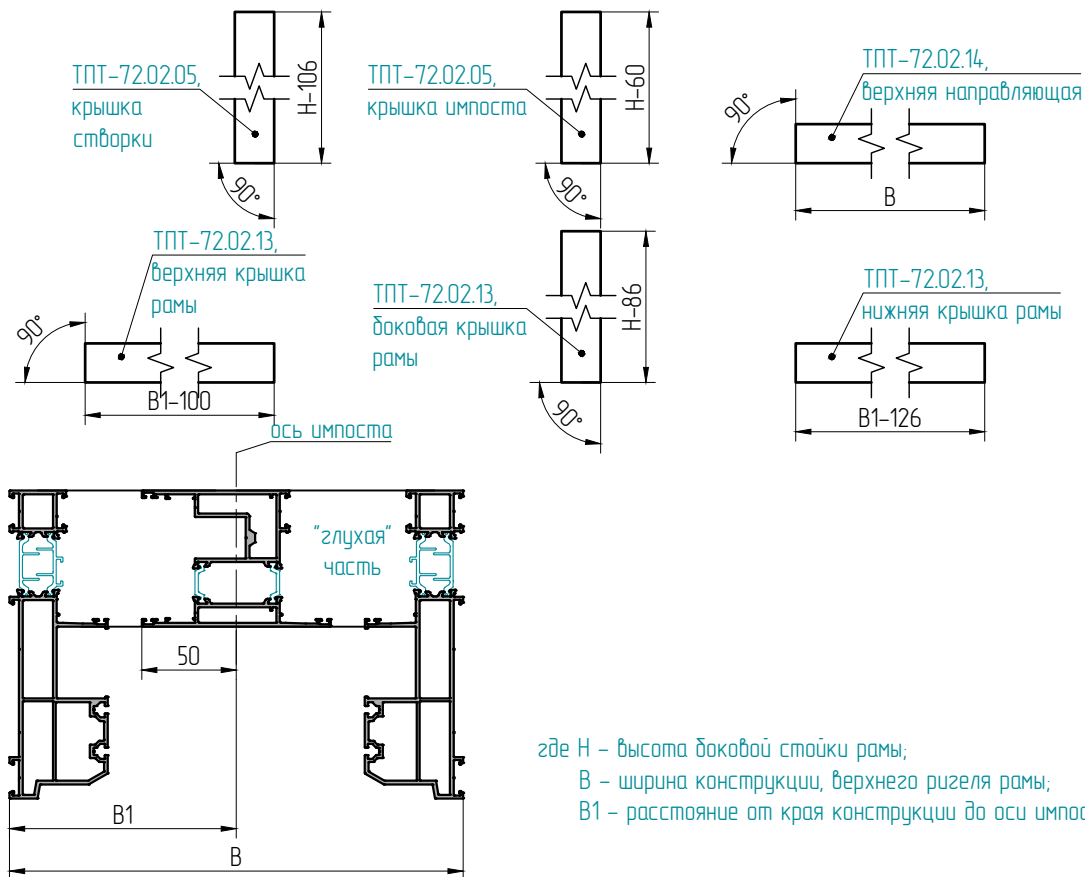 ТПТ-72.02.05,
крышка
створки
H-106
90°
ТПТ-72.02.05,
крышка импоста
H-60
90°
ТПТ-72.02.14,
верхняя направляющая
90°
B
ТПТ-72.02.13,
верхняя крышка
рамы
90°
B1-100
ТПТ-72.02.13,
боковая крышка
рамы
H-86
90°
ТПТ-72.02.13,
нижняя крышка рамы
B1-126
ось импоста
"глухая"
часть
50
B1
B
где H - высота боковой стойки рамы;
B - ширина конструкции, верхнего ригеля рамы;
B1 - расстояние от края конструкции до оси